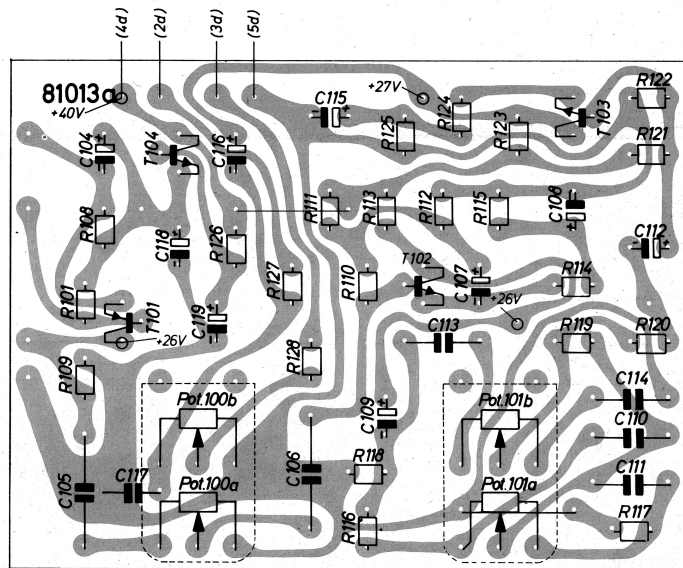 (4d) (2d) (3d) (5d)
81013a +40V
C115 +27V R124 T103 R122
C104 T104 C116 R125 R123 R121
R108 C118 R126 R111 R113 R112 R115 C108 C112
R101 T101 C119 R127 R110 T102 C107 R114
+26V
+26V C113 R119 R120
R109 R128
Pot.100b C109 Pot.101b C114
C110
C105 C117 Pot.100a C106 R118 Pot.101a C111
R116 R117